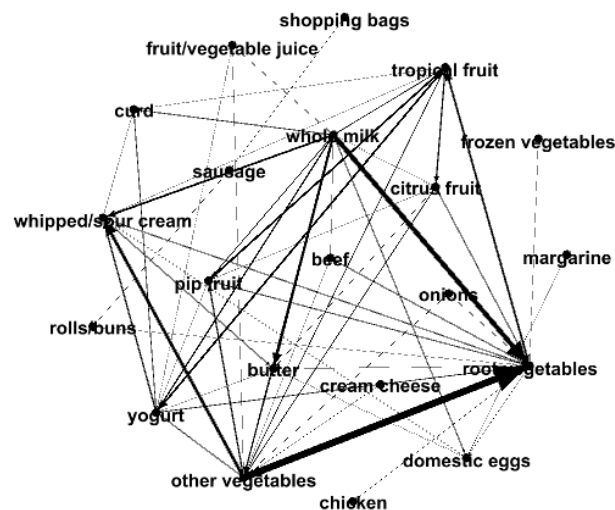 shopping bags
fruit/vegetable juice
tropical fruit
curd
whole milk
frozen vegetables
sausage
citrus fruit
whipped/sour cream
beef
margarine
pip fruit
onions
rolls/buns
butter
root vegetables
cream cheese
yogurt
domestic eggs
other vegetables
chicken